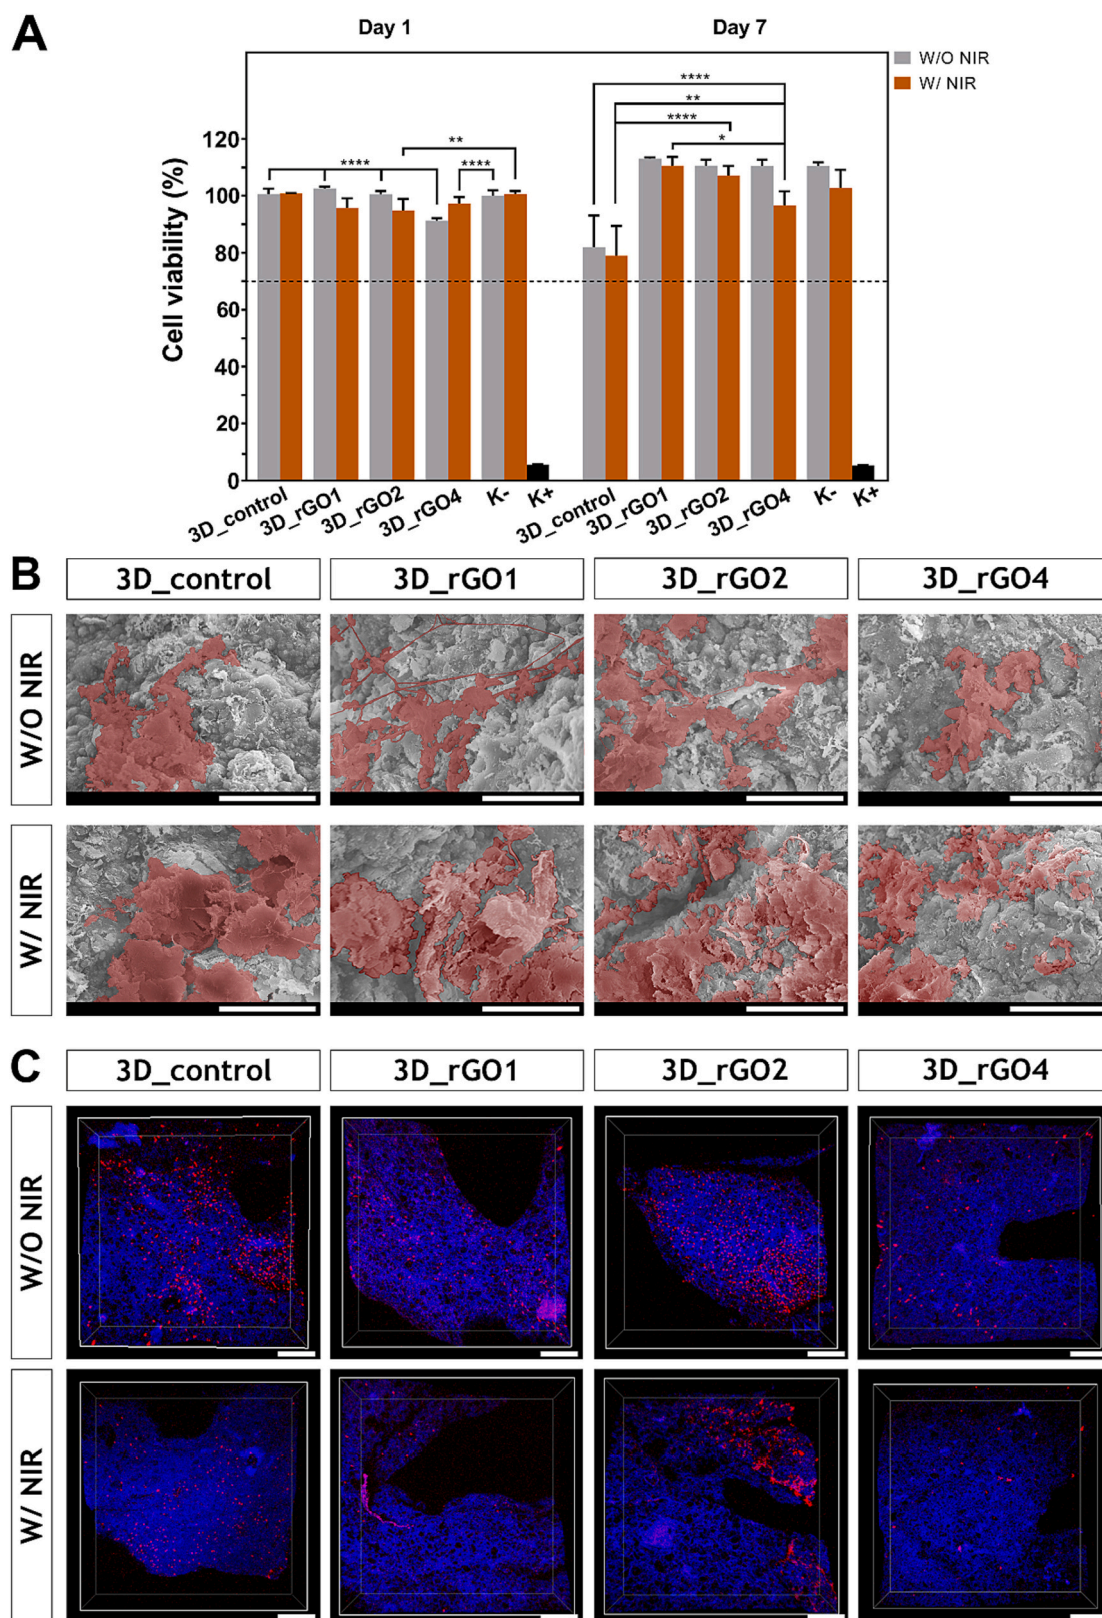 A
Day 1
Day 7
W/O NIR
W/ NIR
Cell viability (%)
120
100
80
60
40
20
0
****
**
****
****
**
****
*
3D_control
3D_rGO1
3D_rGO2
3D_rGO4
K-
K+
3D_control
3D_rGO1
3D_rGO2
3D_rGO4
K-
K+
B
3D_control
3D_rGO1
3D_rGO2
3D_rGO4
W/O NIR
W/ NIR
C
3D_control
3D_rGO1
3D_rGO2
3D_rGO4
W/O NIR
W/ NIR